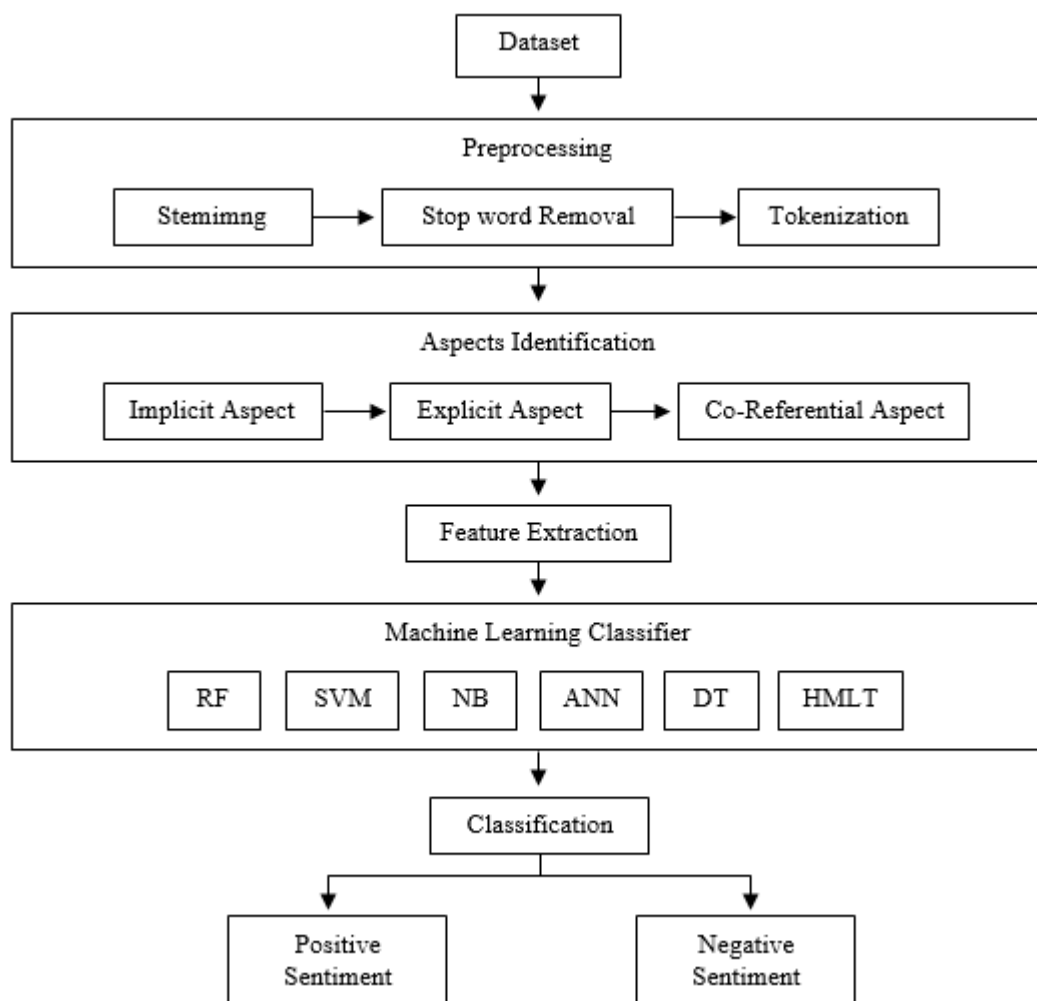 Dataset
Preprocessing
Stemimng
Stop word Removal
Tokenization
Aspects Identification
Implicit Aspect
Explicit Aspect
Co-Referential Aspect
Feature Extraction
Machine Learning Classifier
RF
SVM
NB
ANN
DT
HMLT
Classification
Positive
Sentiment
Negative
Sentiment